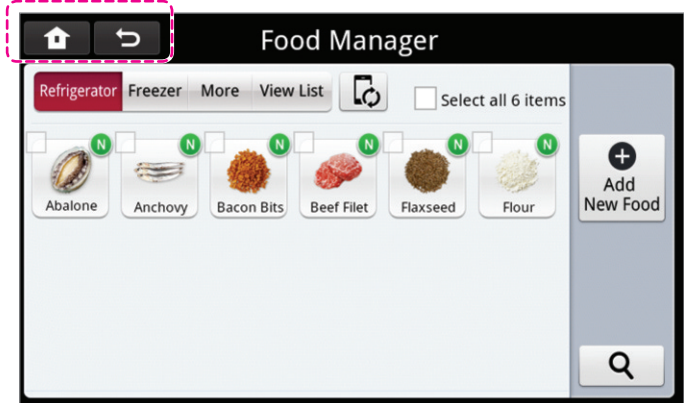 Food Manager
Refrigerator Freezer More View List
Select all 6 items
N N N N N N
Abalone Anchovy Bacon Bits Beef Filet Flaxseed Flour
Add
New Food